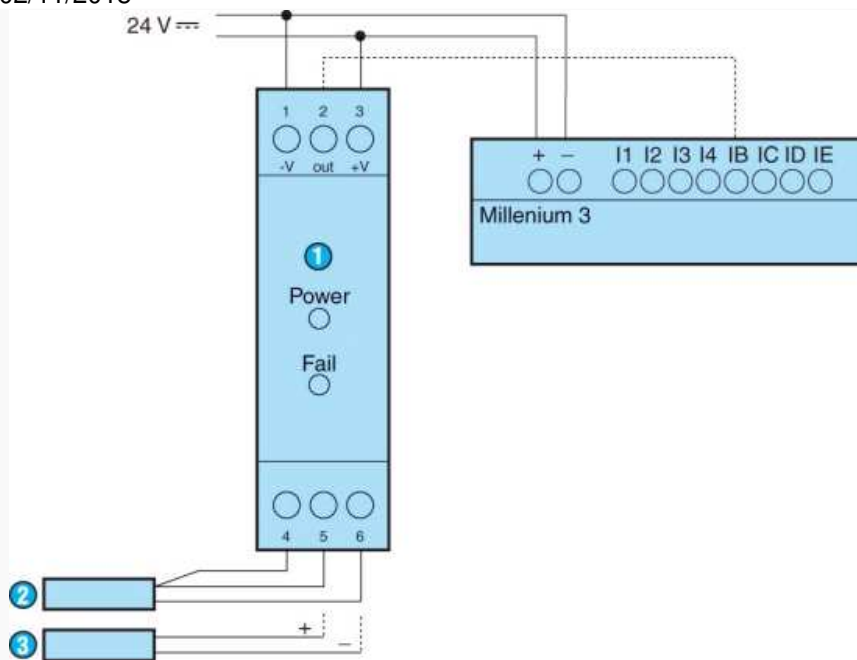 24 V
1 2 3
-V out +V
+ − I1 I2 I3 I4 IB IC ID IE
Millenium 3
1
Power
Fail
4 5 6
2
3
+
−